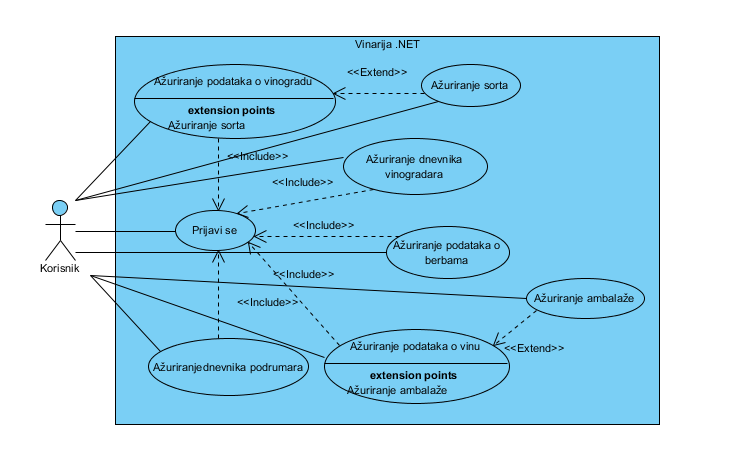 Vinarija .NET
Ažuriranje podataka o vinogradu
extension points
Ažuriranje sorta
<<Extend>>
Ažuriranje sorta
<<Include>>
Ažuriranje dnevnika
vinogradara
<<Include>>
Prijavi se
<<Include>>
Ažuriranje podataka o
berbama
Korisnik
<<Include>>
<<Include>>
Ažuriranje ambalaže
Ažuriranjednevnika podrumara
Ažuriranje podataka o vinu
extension points
Ažuriranje ambalaže
<<Extend>>